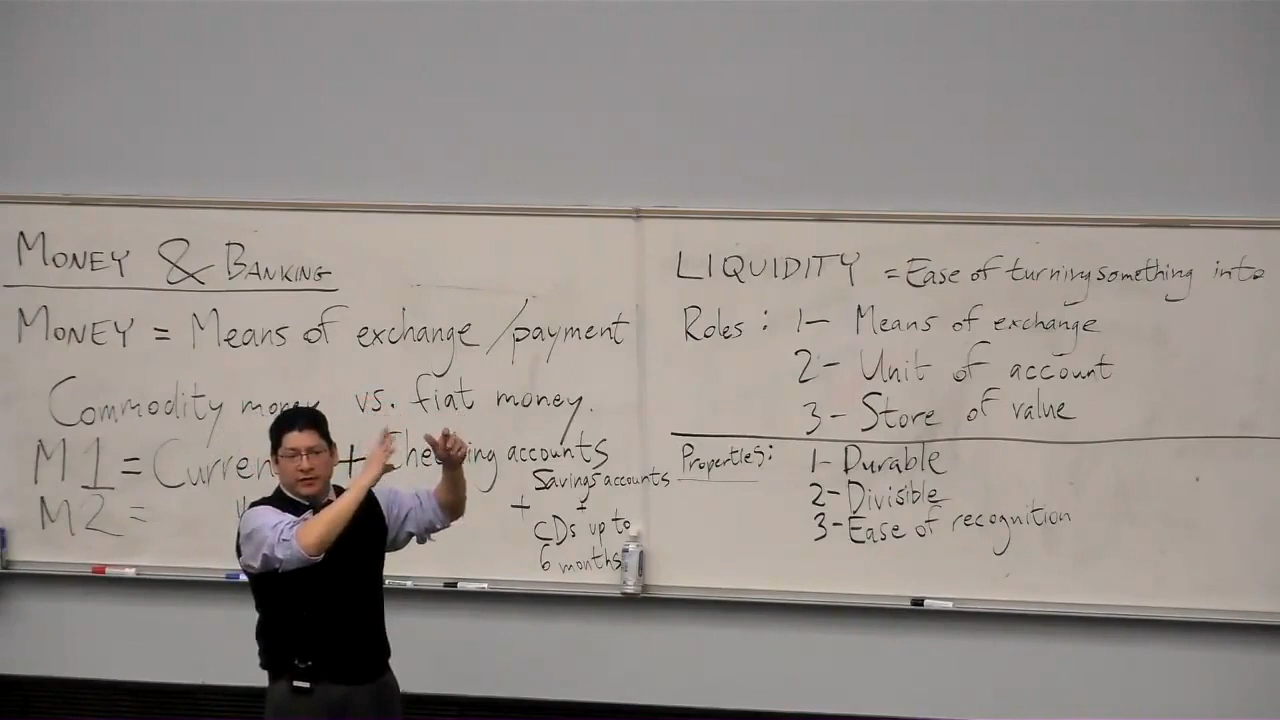 MONEY & BANKING
MONEY = Means of exchange / payment
Commodity money vs. fiat money.
M1 = Curren + Checking accounts
M2 = " + Savings accounts
+
CDs up to
6 months
LIQUIDITY = Ease of turning something into
Roles: 1- Means of exchange
2- Unit of account
3- Store of value
Properties: 1- Durable
2- Divisible
3- Ease of recognition